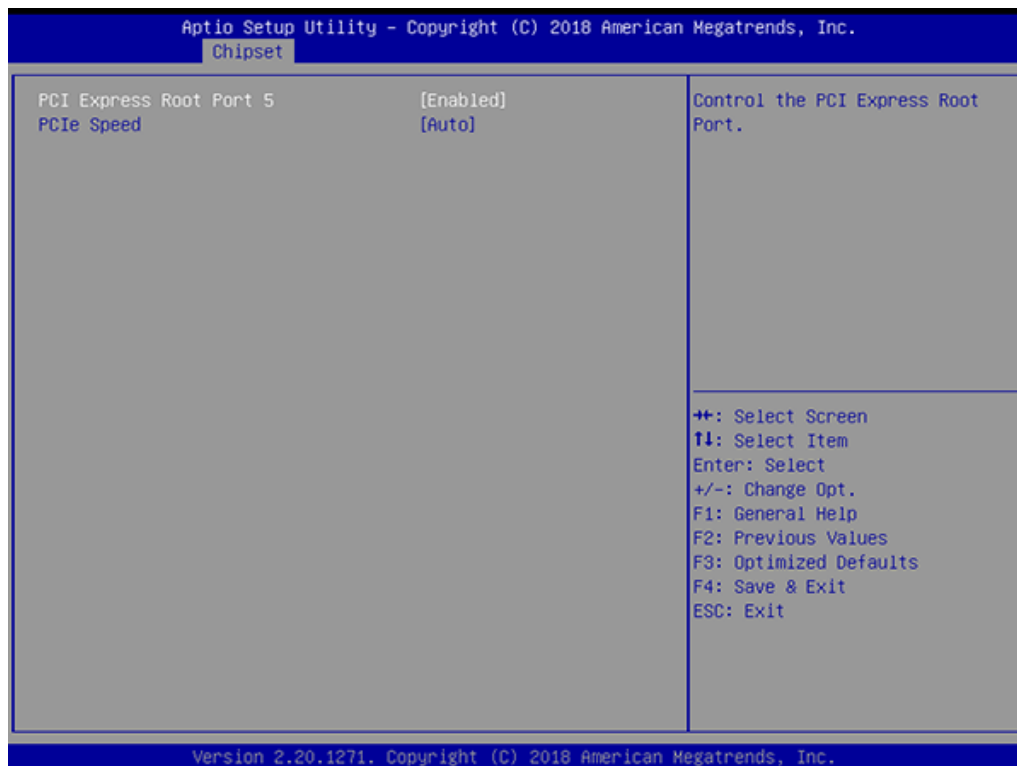 Aptio Setup Utility – Copyright (C) 2018 American Megatrends, Inc.
Chipset
PCI Express Root Port 5 [Enabled]
PCIe Speed [Auto]
Control the PCI Express Root
Port.
→←: Select Screen
↑↓: Select Item
Enter: Select
+/-: Change Opt.
F1: General Help
F2: Previous Values
F3: Optimized Defaults
F4: Save & Exit
ESC: Exit
Version 2.20.1271. Copyright (C) 2018 American Megatrends, Inc.